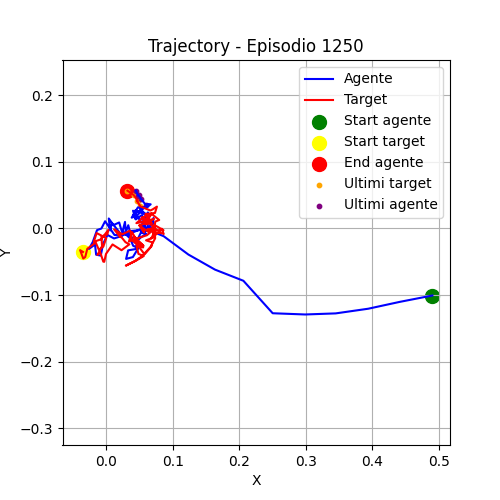 Trajectory - Episodio 1250
Agente
Target
Start agente
Start target
End agente
Ultimi target
Ultimi agente
0.2
0.1
0.0
−0.1
−0.2
−0.3
Y
0.0 0.1 0.2 0.3 0.4 0.5
X